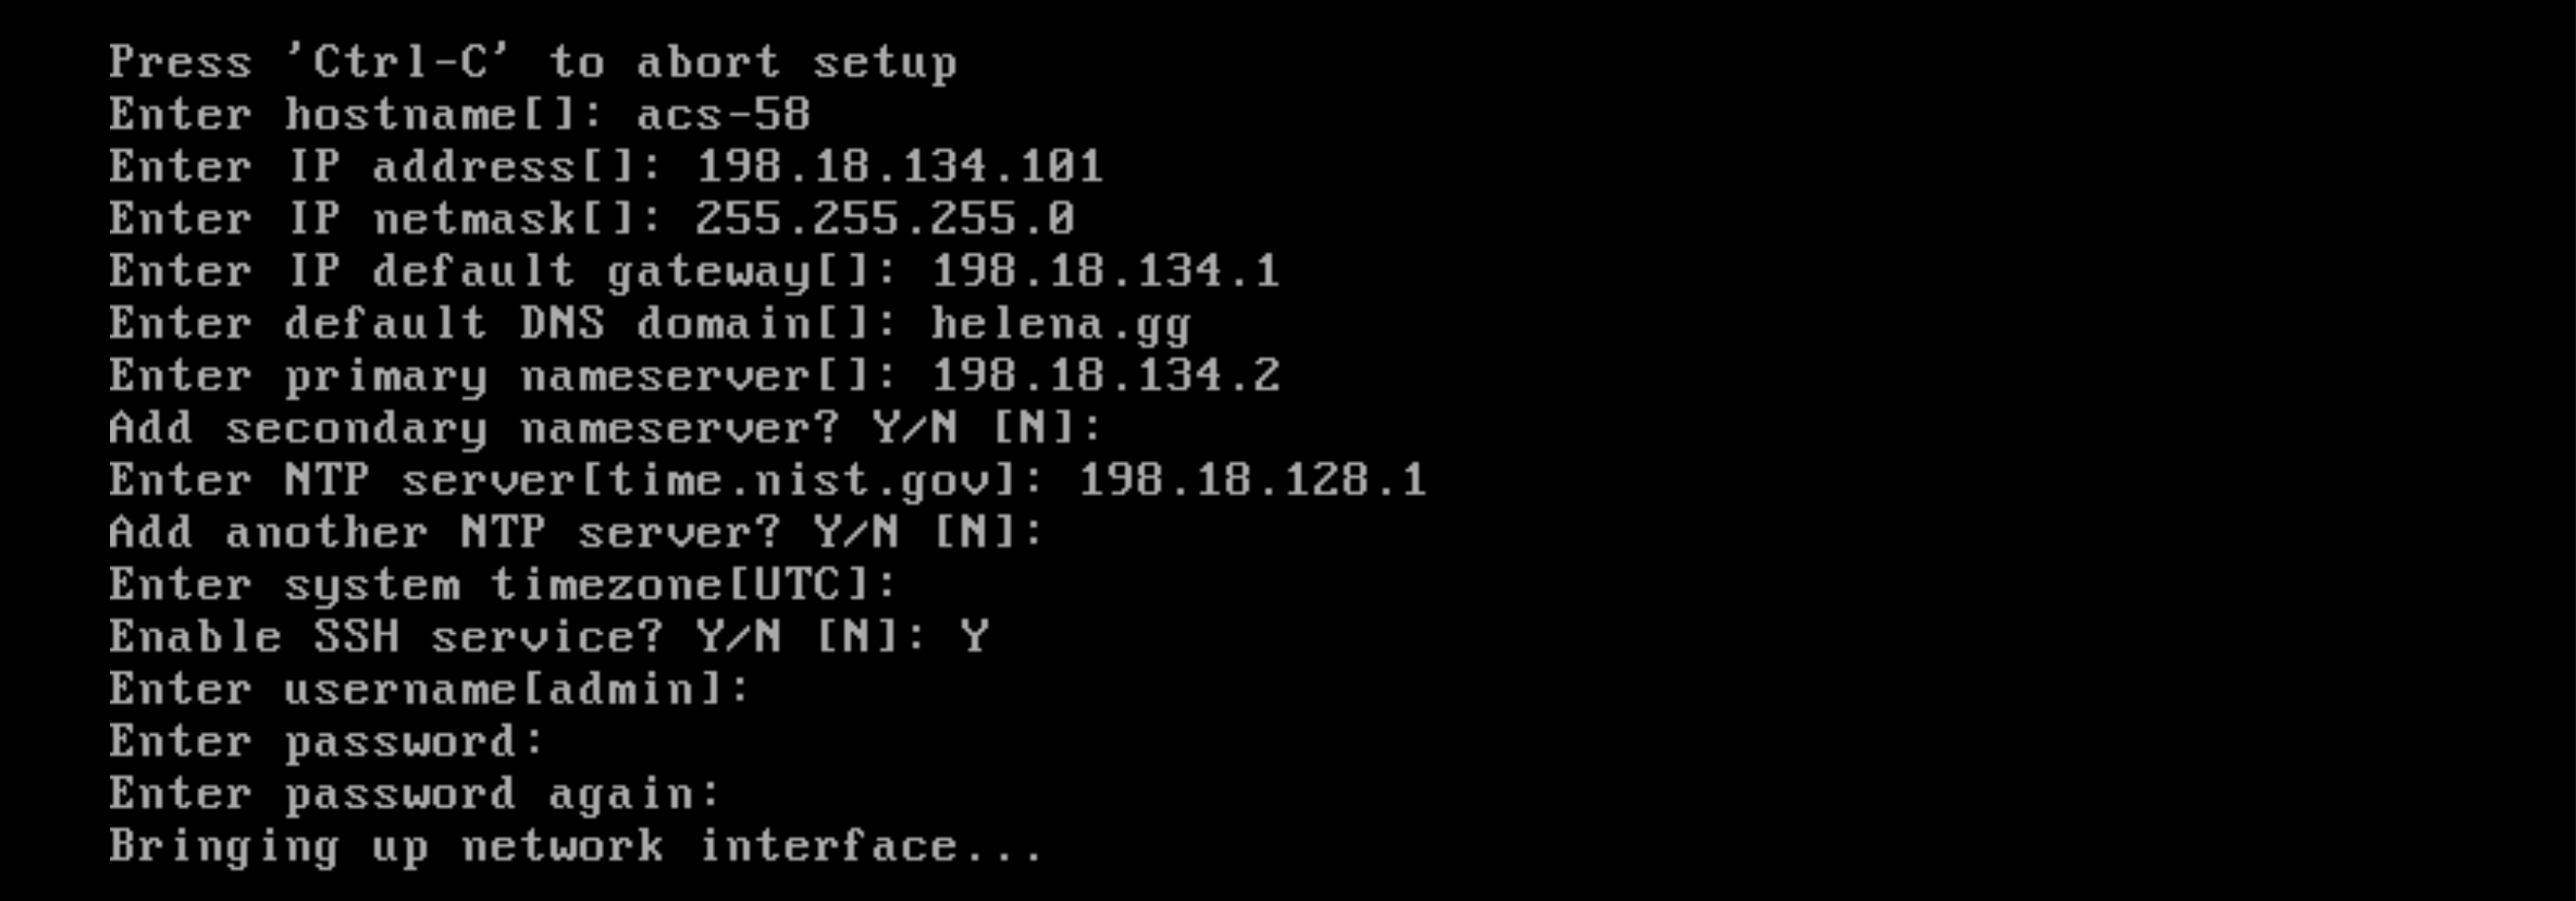 Press 'Ctrl-C' to abort setup
Enter hostname[]: acs-58
Enter IP address[]: 198.18.134.101
Enter IP netmask[]: 255.255.255.0
Enter IP default gateway[]: 198.18.134.1
Enter default DNS domain[]: helena.gg
Enter primary nameserver[]: 198.18.134.2
Add secondary nameserver? Y/N [N]:
Enter NTP server[time.nist.gov]: 198.18.128.1
Add another NTP server? Y/N [N]:
Enter system timezone[UTC]:
Enable SSH service? Y/N [N]: Y
Enter username[admin]:
Enter password:
Enter password again:
Bringing up network interface...